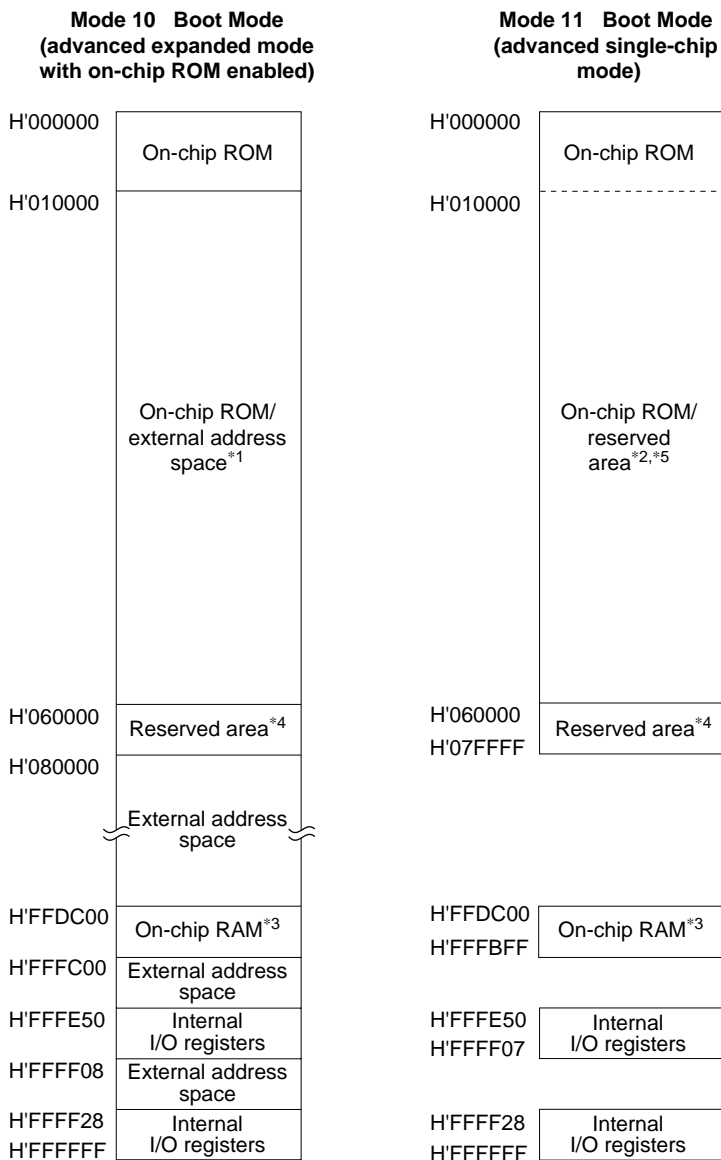 Mode 10 Boot Mode
(advanced expanded mode
with on-chip ROM enabled)
H'000000
On-chip ROM
H'010000
On-chip ROM/
external address
space*1
H'060000
Reserved area*4
H'080000
External address
space
H'FFDC00
On-chip RAM*3
H'FFFC00
External address
space
H'FFFE50
Internal
I/O registers
H'FFFF08
External address
space
H'FFFF28
Internal
I/O registers
H'FFFFFF
Mode 11 Boot Mode
(advanced single-chip
mode)
H'000000
On-chip ROM
H'010000
On-chip ROM/
reserved
area*2,*5
H'060000
Reserved area*4
H'07FFFF
H'FFDC00
On-chip RAM*3
H'FFFBFF
H'FFFE50
Internal
I/O registers
H'FFFF07
H'FFFF28
Internal
I/O registers
H'FFFFFF